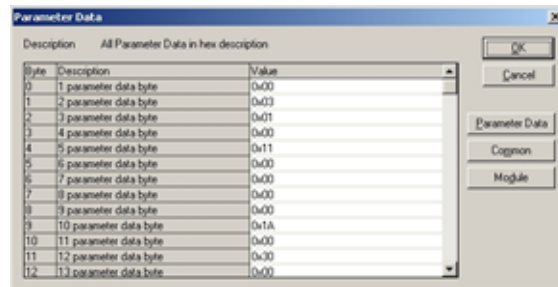 Parameter Data
Description All Parameter Data in hex description
OK
Cancel
Parameter Data
Common
Module
Byte Description Value
0 1 parameter data byte 0x00
1 2 parameter data byte 0x03
2 3 parameter data byte 0x01
3 4 parameter data byte 0x00
4 5 parameter data byte 0x11
5 6 parameter data byte 0x00
6 7 parameter data byte 0x00
7 8 parameter data byte 0x00
8 9 parameter data byte 0x00
9 10 parameter data byte 0x1A
10 11 parameter data byte 0x00
11 12 parameter data byte 0x30
12 13 parameter data byte 0x00